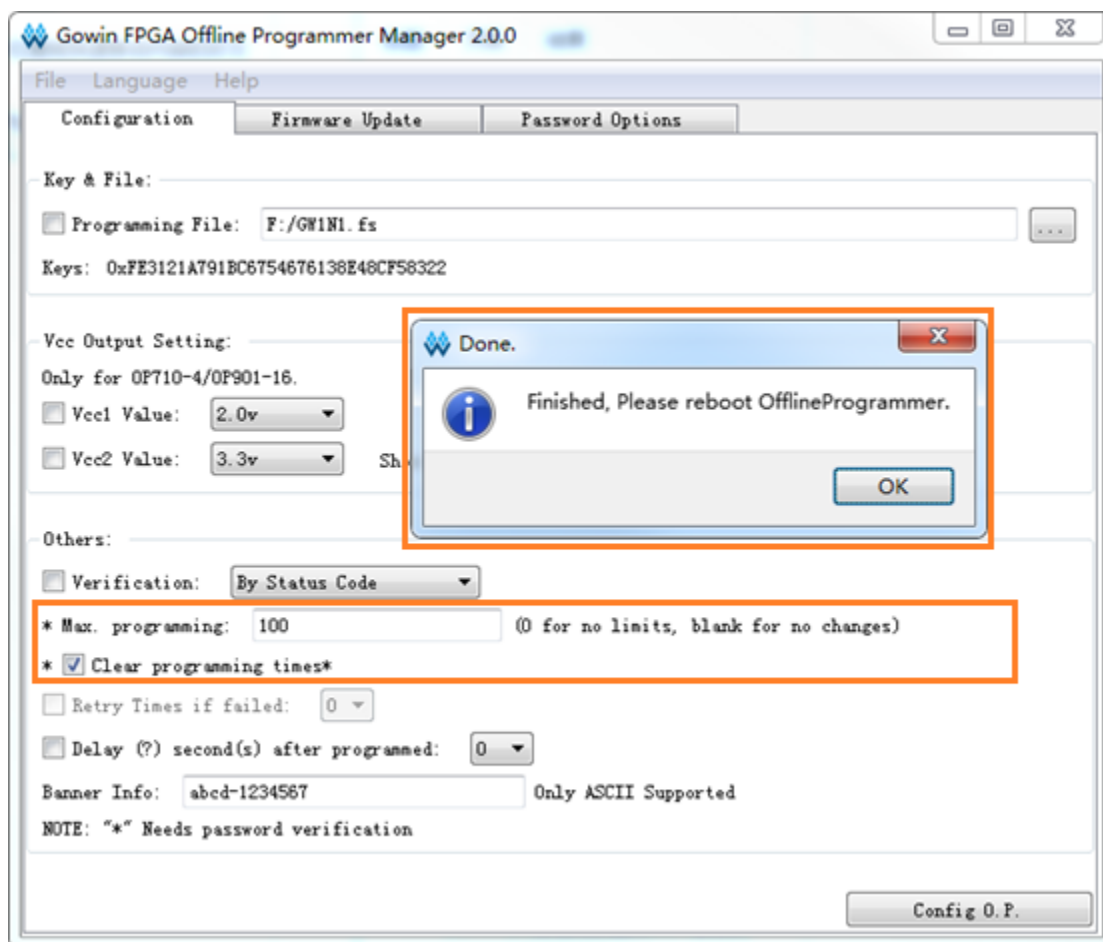 Gowin FPGA Offline Programmer Manager 2.0.0
File Language Help
Configuration Firmware Update Password Options
Key & File:
Programming File: F:/GW1N1.fs ...
Keys: 0xFE3121A791BC6754676138E48CF58322
Vcc Output Setting:
Only for OP710-4/OP901-16.
Vcc1 Value: 2.0v
Vcc2 Value: 3.3v
Done.
Finished, Please reboot OfflineProgrammer.
OK
Others:
Verification: By Status Code
* Max. programming: 100 (0 for no limits, blank for no changes)
* Clear programming times*
Retry Times if failed: 0
Delay (?) second(s) after programmed: 0
Banner Info: abcd-1234567 Only ASCII Supported
NOTE: "*" Needs password verification
Config O.P.